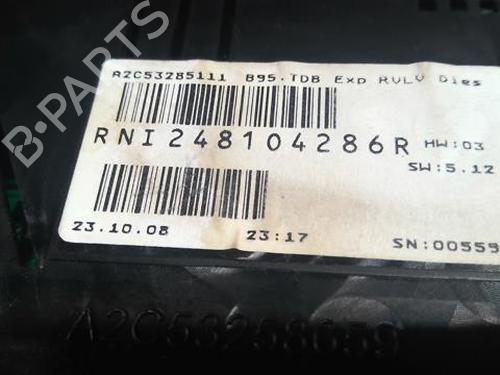 A2C53285111 B95.TDB Exp RVLV Dies
RNI248104286R HW:03
SW:5.12
23.10.08 23:17 SN:00559
A2C53258659
B-PARTS